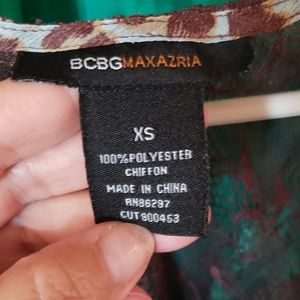 BCBGMAXAZRIA
XS
100%POLYESTER
CHIFFON
MADE IN CHINA
RN86297
CUT900453